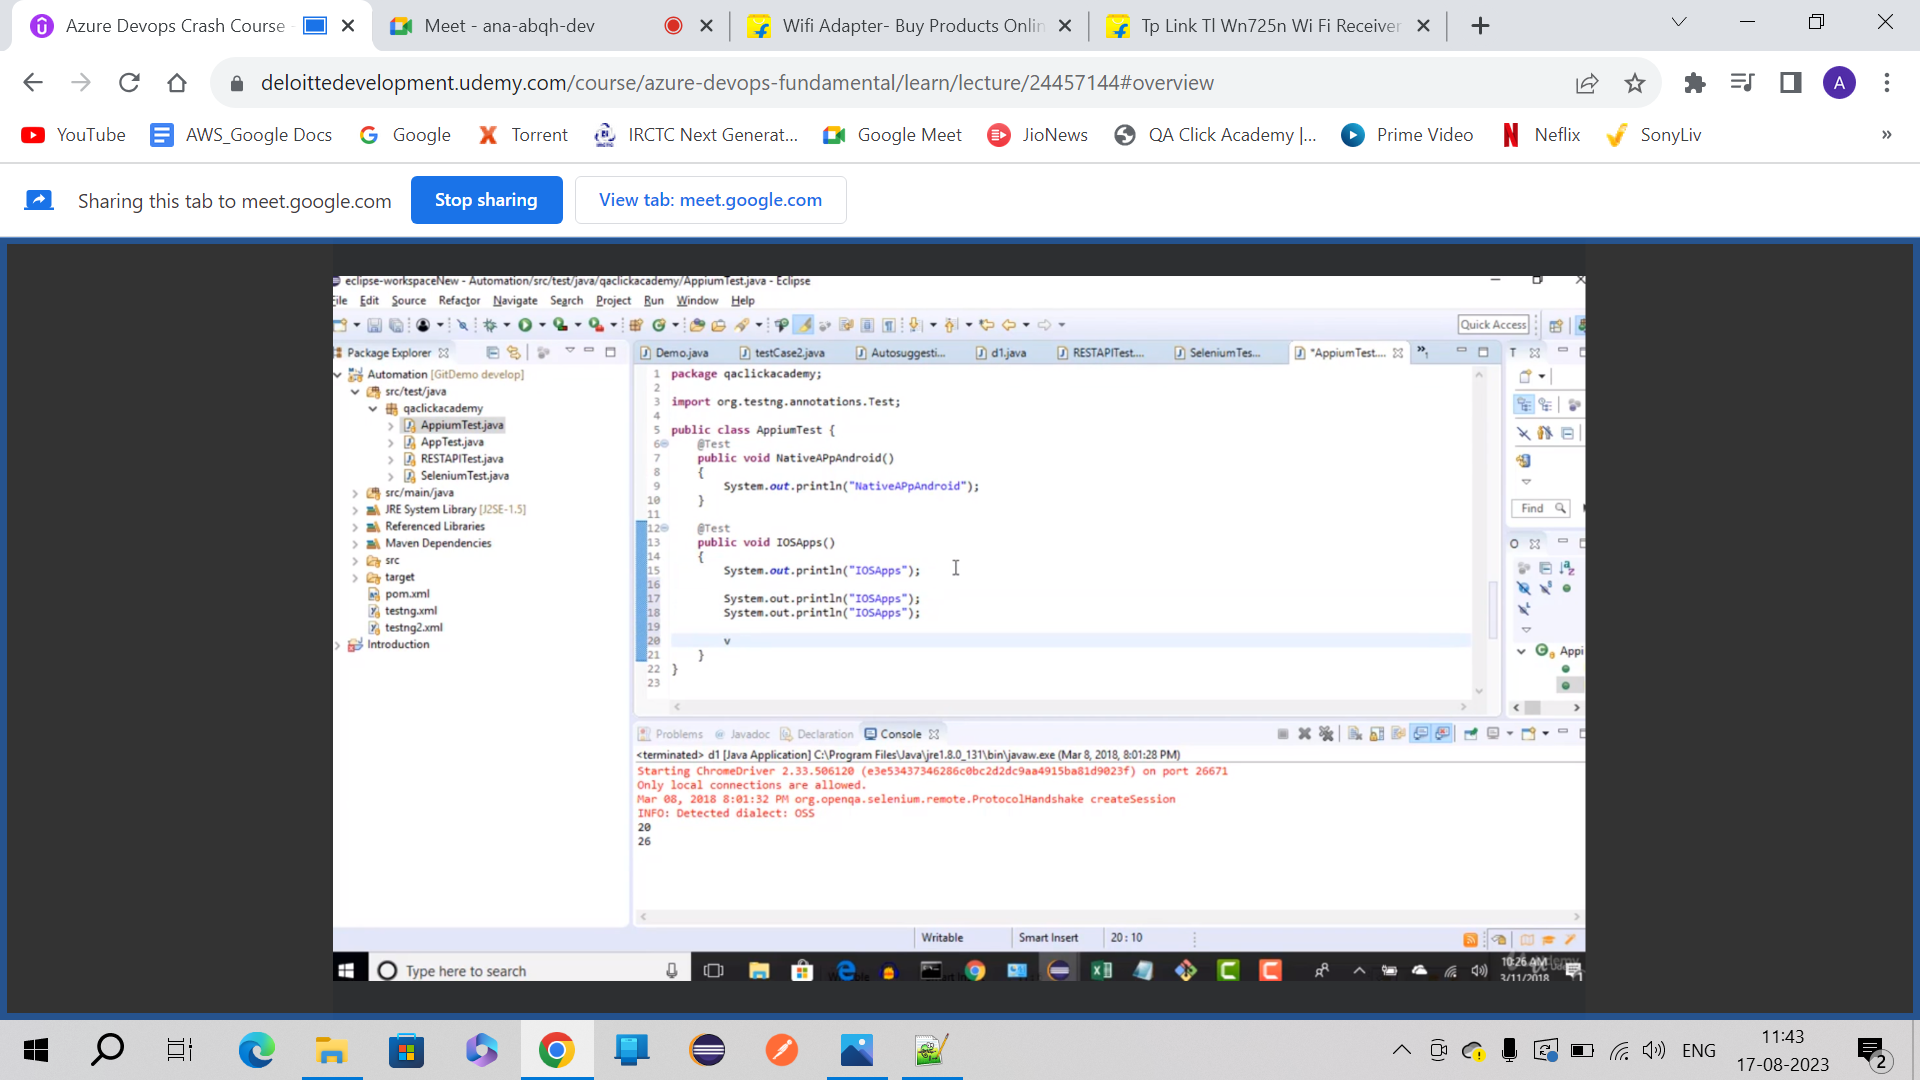 Azure Devops Crash Course
Meet - ana-abqh-dev
Wifi Adapter- Buy Products Onlin
Tp Link Tl Wn725n Wi Fi Receiver
deloittedevelopment.udemy.com/course/azure-devops-fundamental/learn/lecture/24457144#overview
A
YouTube
AWS_Google Docs
Google
Torrent
IRCTC Next Generat...
Google Meet
JioNews
QA Click Academy |...
Prime Video
Neflix
SonyLiv
»
Sharing this tab to meet.google.com
Stop sharing
View tab: meet.google.com
eclipse-workspaceNew - Automation/src/test/java/qaclickacademy/AppiumTest.java - Eclipse
ile Edit Source Refactor Navigate Search Project Run Window Help
Quick Access
Package Explorer
Demo.java
testCase2.java
Autosuggesti...
d1.java
RESTAPITest....
SeleniumTes...
*AppiumTest....
»1
T
Automation [GitDemo develop]
src/test/java
qaclickacademy
AppiumTest.java
AppTest.java
RESTAPITest.java
SeleniumTest.java
src/main/java
JRE System Library [J2SE-1.5]
Referenced Libraries
Maven Dependencies
src
target
pom.xml
testng.xml
testng2.xml
Introduction
1 package qaclickacademy;
2
3 import org.testng.annotations.Test;
4
5 public class AppiumTest {
6 @Test
7 public void NativeAPpAndroid()
8 {
9 System.out.println("NativeAPpAndroid");
10 }
11
12 @Test
13 public void IOSApps()
14 {
15 System.out.println("IOSApps");
16
17 System.out.println("IOSApps");
18 System.out.println("IOSApps");
19
20 v
21 }
22 }
23
Find
O
Appi
Problems
Javadoc
Declaration
Console
<terminated> d1 [Java Application] C:\Program Files\Java\jre1.8.0_131\bin\javaw.exe (Mar 8, 2018, 8:01:28 PM)
Starting ChromeDriver 2.33.506120 (e3e53437346286c0bc2d2dc9aa4915ba81d9023f) on port 26671
Only local connections are allowed.
Mar 08, 2018 8:01:32 PM org.openqa.selenium.remote.ProtocolHandshake createSession
INFO: Detected dialect: OSS
20
26
Writable
Smart Insert
20 : 10
Type here to search
10:26 AM
3/11/2018
ENG
11:43
17-08-2023
2